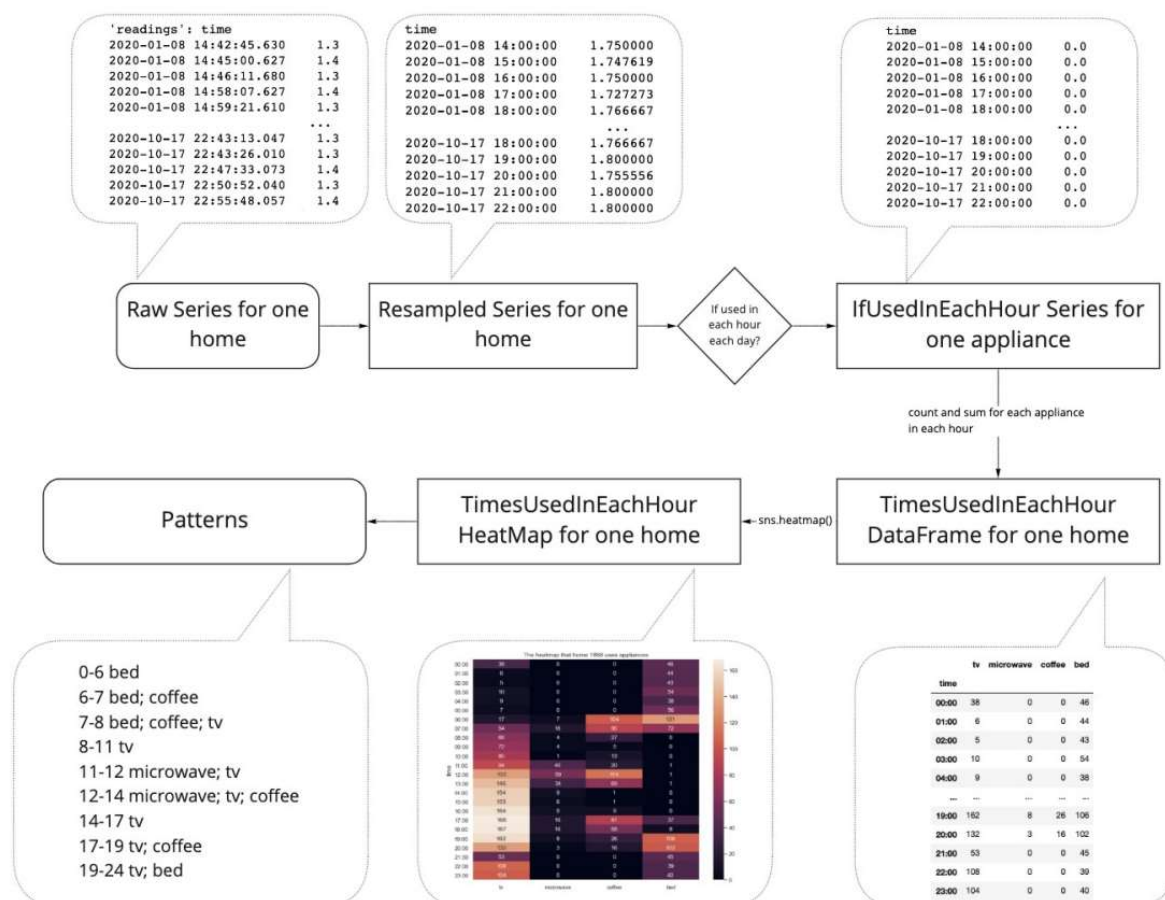 'readings': time
2020-01-08 14:42:45.630 1.3
2020-01-08 14:45:00.627 1.4
2020-01-08 14:46:11.680 1.3
2020-01-08 14:58:07.627 1.4
2020-01-08 14:59:21.610 1.3
...
2020-10-17 22:43:13.047 1.3
2020-10-17 22:43:26.010 1.3
2020-10-17 22:47:33.073 1.4
2020-10-17 22:50:52.040 1.3
2020-10-17 22:55:48.057 1.4
time
2020-01-08 14:00:00 1.750000
2020-01-08 15:00:00 1.747619
2020-01-08 16:00:00 1.750000
2020-01-08 17:00:00 1.727273
2020-01-08 18:00:00 1.766667
...
2020-10-17 18:00:00 1.766667
2020-10-17 19:00:00 1.800000
2020-10-17 20:00:00 1.755556
2020-10-17 21:00:00 1.800000
2020-10-17 22:00:00 1.800000
time
2020-01-08 14:00:00 0.0
2020-01-08 15:00:00 0.0
2020-01-08 16:00:00 0.0
2020-01-08 17:00:00 0.0
2020-01-08 18:00:00 0.0
...
2020-10-17 18:00:00 0.0
2020-10-17 19:00:00 0.0
2020-10-17 20:00:00 0.0
2020-10-17 21:00:00 0.0
2020-10-17 22:00:00 0.0
Raw Series for one
home
Resampled Series for one
home
If used in
each hour
each day?
IfUsedInEachHour Series for
one appliance
count and sum for each appliance
in each hour
Patterns
TimesUsedInEachHour
HeatMap for one home
sns.heatmap()
TimesUsedInEachHour
DataFrame for one home
0-6 bed
6-7 bed; coffee
7-8 bed; coffee; tv
8-11 tv
11-12 microwave; tv
12-14 microwave; tv; coffee
14-17 tv
17-19 tv; coffee
19-24 tv; bed
time
tv microwave coffee bed
tv microwave coffee bed
time
00:00 38 0 0 46
01:00 6 0 0 44
02:00 5 0 0 43
03:00 10 0 0 54
04:00 9 0 0 38
... ... ... ... ...
19:00 162 8 26 106
20:00 132 3 16 102
21:00 53 0 0 45
22:00 108 0 0 39
23:00 104 0 0 40